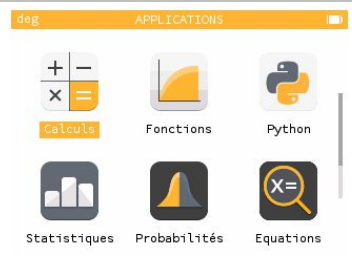 deg APPLICATIONS
Calculs Fonctions Python
Statistiques Probabilités Equations